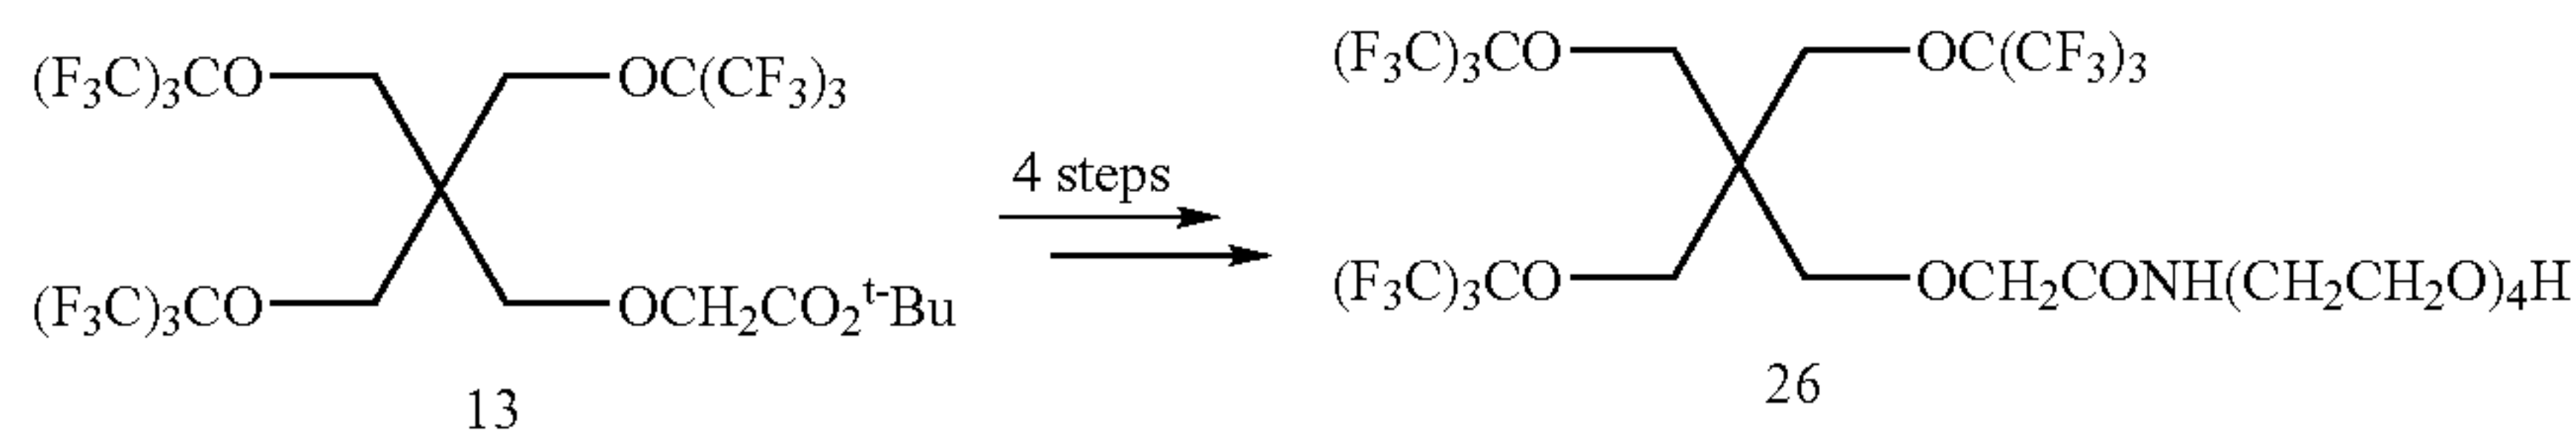 (F₃C)₃CO OC(CF₃)₃ (F₃C)₃CO OC(CF₃)₃
4 steps
(F₃C)₃CO OCH₂CO₂ᵗ⁻Bu (F₃C)₃CO OCH₂CONH(CH₂CH₂O)₄H
13 26